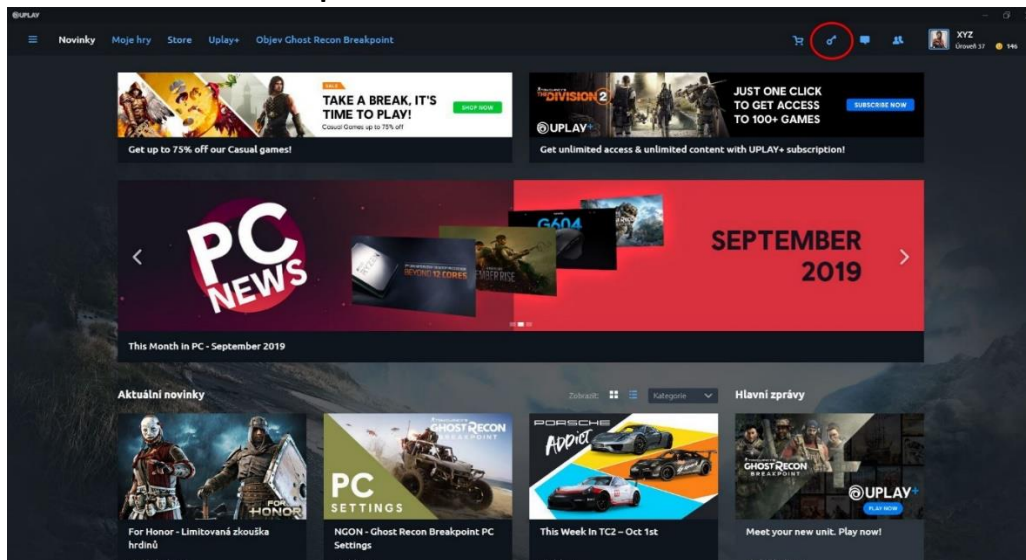 UPLAY
Novinky Moje hry Store Uplay+ Objev Ghost Recon Breakpoint
XYZ
Úroveň 37 146
SALE
TAKE A BREAK, IT'S
TIME TO PLAY!
Casual Games up to 75% off
SHOP NOW
Get up to 75% off our Casual games!
THE DIVISION 2
UPLAY+
JUST ONE CLICK
TO GET ACCESS
TO 100+ GAMES
SUBSCRIBE NOW
Get unlimited access & unlimited content with UPLAY+ subscription!
PC
NEWS
RYZEN
BEYOND 12 CORES
EMBER RISE
G604
SEPTEMBER
2019
This Month in PC - September 2019
Aktuální novinky
Zobrazit:
Kategorie
Hlavní zprávy
FOR
HONOR
For Honor - Limitovaná zkouška
hrdinů
GHOST RECON
BREAKPOINT
PC
SETTINGS
NGON - Ghost Recon Breakpoint PC
Settings
PORSCHE
ADDICT
This Week In TC2 – Oct 1st
GHOST RECON
BREAKPOINT
UPLAY+
PLAY NOW
Meet your new unit. Play now!